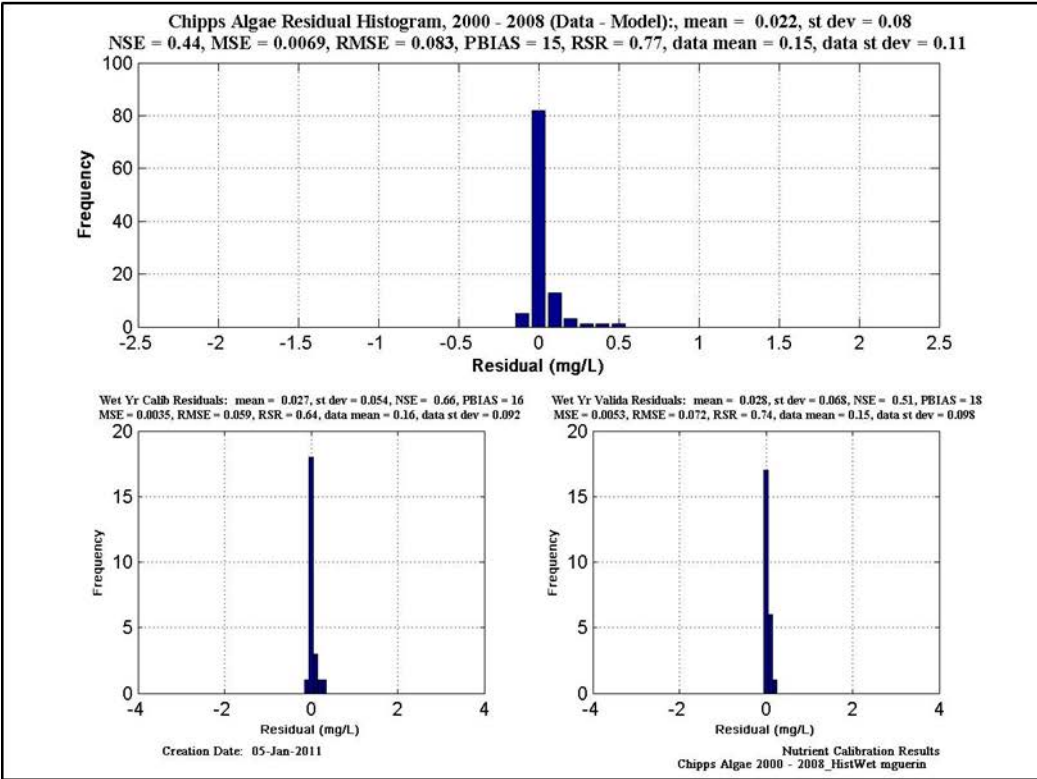 Chipps Algae Residual Histogram, 2000 - 2008 (Data - Model):, mean = 0.022, st dev = 0.08
NSE = 0.44, MSE = 0.0069, RMSE = 0.083, PBIAS = 15, RSR = 0.77, data mean = 0.15, data st dev = 0.11
100
80
60
40
20
0
Frequency
-2.5 -2 -1.5 -1 -0.5 0 0.5 1 1.5 2 2.5
Residual (mg/L)
Wet Yr Calib Residuals: mean = 0.027, st dev = 0.054, NSE = 0.66, PBIAS = 16
MSE = 0.0035, RMSE = 0.059, RSR = 0.64, data mean = 0.16, data st dev = 0.092
20
15
10
5
0
Frequency
-4 -2 0 2 4
Residual (mg/L)
Wet Yr Valida Residuals: mean = 0.028, st dev = 0.068, NSE = 0.51, PBIAS = 18
MSE = 0.0053, RMSE = 0.072, RSR = 0.74, data mean = 0.15, data st dev = 0.098
20
15
10
5
0
Frequency
-4 -2 0 2 4
Residual (mg/L)
Creation Date: 05-Jan-2011
Nutrient Calibration Results
Chipps Algae 2000 - 2008_HistWet mguerin